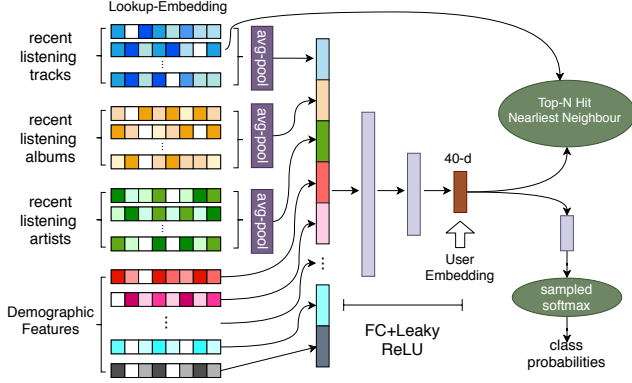 Lookup-Embedding
recent
listening
tracks
avg-pool
recent
listening
albums
avg-pool
recent
listening
artists
avg-pool
Demographic
Features
Top-N Hit
Nearliest Neighbour
40-d
User
Embedding
FC+Leaky
ReLU
sampled
softmax
class
probabilities